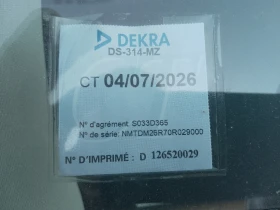 DEKRA
DS-314-MZ
CT 04/07/2026
N° d'agrément: S033D365
N° de série: NMTDM26R70R029000
N° D'IMPRIMÉ: D 126520029